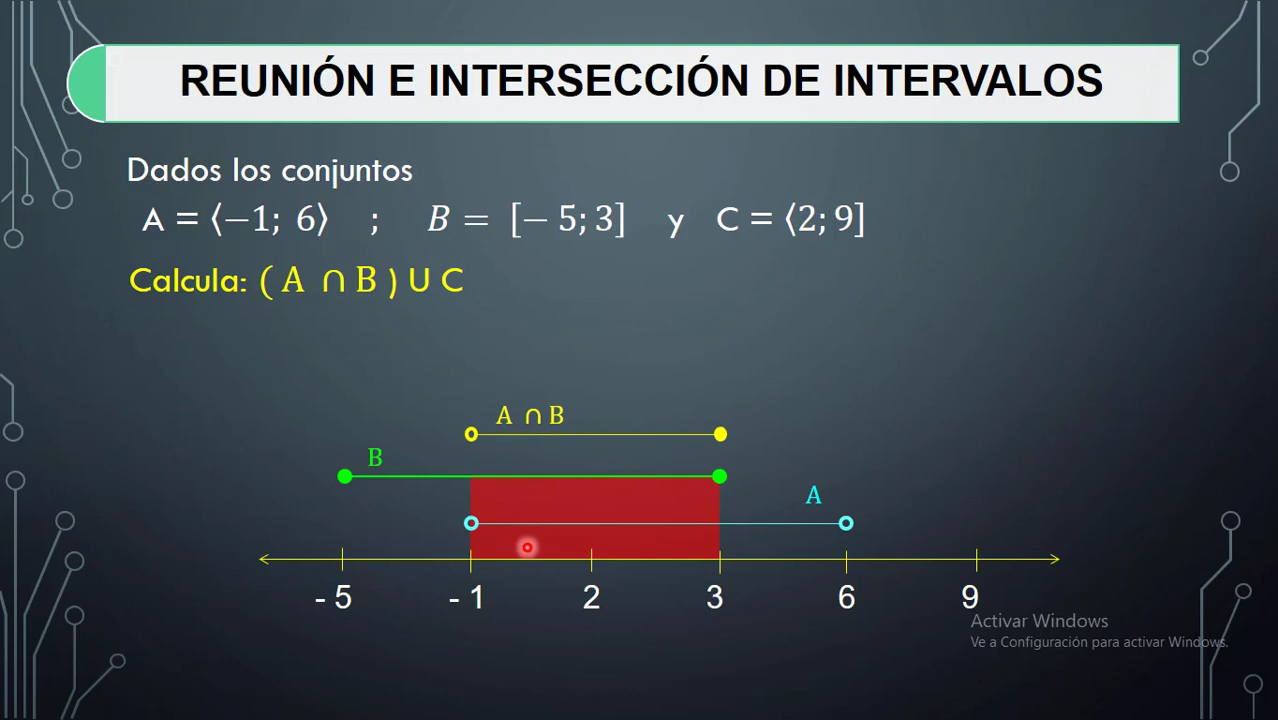 REUNIÓN E INTERSECCIÓN DE INTERVALOS
Dados los conjuntos
A = ⟨−1; 6⟩ ; B = [− 5; 3] y C = ⟨2; 9]
Calcula: ( A ∩ B ) U C
A ∩ B
B
A
- 5 - 1 2 3 6 9
Activar Windows
Ve a Configuración para activar Windows.